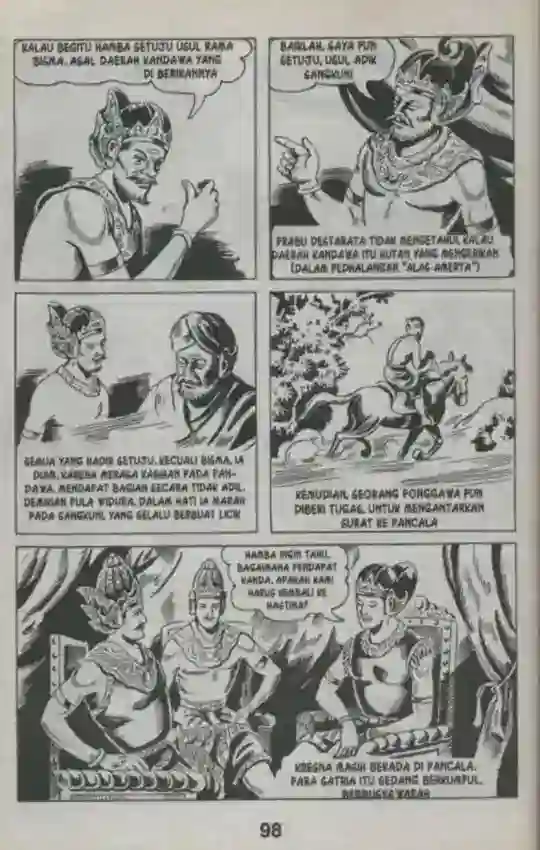 KALAU BEGITU HAMBA SETUJU USUL RAMA
BISMA, ASAL DAERAH KANDAWA YANG
DI BERIKANNYA
BAIKLAH, SAYA PUN
SETUJU, USUL ADIK
SANGKUNI
PRABU DESTARATA TIDAK MENGETAHUI, KALAU
DAERAH KANDAWA ITU HUTAN YANG MENGERIKAN
(DALAM PEDHALANGAN "ALAS-AMERTA")
SEMUA YANG HADIR SETUJU, KECUALI BISMA, IA
DIAM, KARENA MERASA KASIHAN PADA PAN-
DAWA, MENDAPAT BAGIAN SECARA TIDAK ADIL.
DEMIKIAN PULA WIDURA, DALAM HATI IA MARAH
PADA SANGKUNI, YANG SELALU BERBUAT LICIK
KEMUDIAN, SEORANG PONGGAWA PUN
DIBERI TUGAS, UNTUK MENGANTARKAN
SURAT KE PANCALA
HAMBA INGIN TAHU,
BAGAIMANA PENDAPAT
KANDA, APAKAH KAMI
HARUS KEMBALI KE
HASTINA?
KRESNA MASIH BERADA DI PANCALA.
PARA SATRIA ITU SEDANG BERKUMPUL,
98